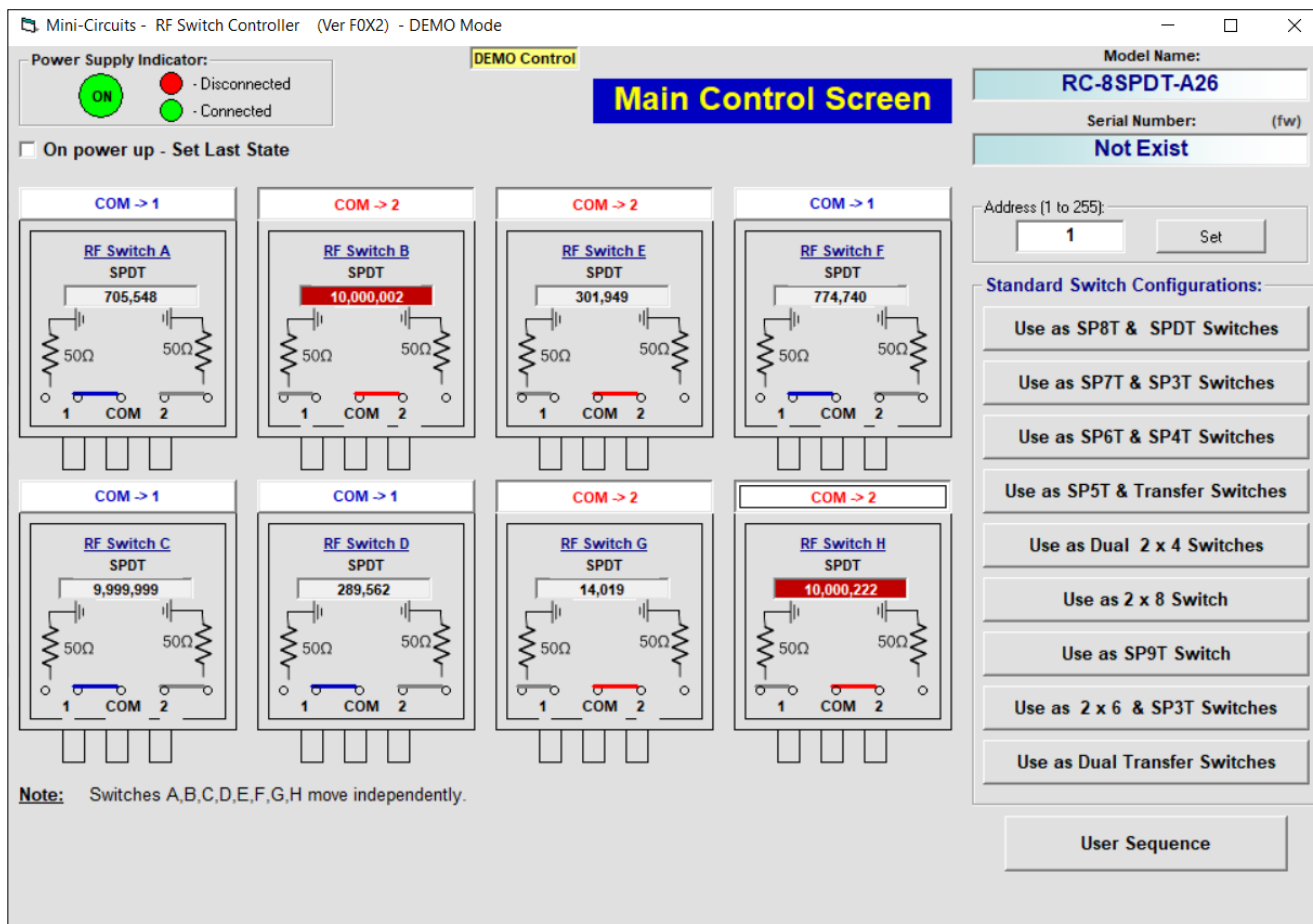 Mini-Circuits - RF Switch Controller (Ver F0X2) - DEMO Mode
Power Supply Indicator:
ON
- Disconnected
- Connected
DEMO Control
Main Control Screen
Model Name:
RC-8SPDT-A26
Serial Number: (fw)
Not Exist
On power up - Set Last State
Address (1 to 255):
1 Set
COM -> 1
RF Switch A
SPDT
705,548
50Ω 50Ω
1 COM 2
COM -> 2
RF Switch B
SPDT
10,000,002
50Ω 50Ω
1 COM 2
COM -> 2
RF Switch E
SPDT
301,949
50Ω 50Ω
1 COM 2
COM -> 1
RF Switch F
SPDT
774,740
50Ω 50Ω
1 COM 2
COM -> 1
RF Switch C
SPDT
9,999,999
50Ω 50Ω
1 COM 2
COM -> 1
RF Switch D
SPDT
289,562
50Ω 50Ω
1 COM 2
COM -> 2
RF Switch G
SPDT
14,019
50Ω 50Ω
1 COM 2
COM -> 2
RF Switch H
SPDT
10,000,222
50Ω 50Ω
1 COM 2
Note: Switches A,B,C,D,E,F,G,H move independently.
Standard Switch Configurations:
Use as SP8T & SPDT Switches
Use as SP7T & SP3T Switches
Use as SP6T & SP4T Switches
Use as SP5T & Transfer Switches
Use as Dual 2 x 4 Switches
Use as 2 x 8 Switch
Use as SP9T Switch
Use as 2 x 6 & SP3T Switches
Use as Dual Transfer Switches
User Sequence